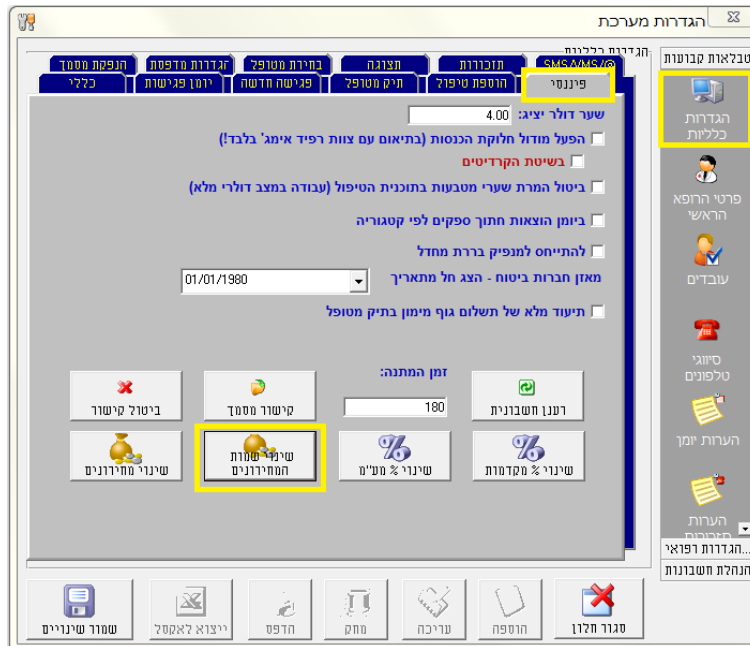 הגדרות מערכת
טבלאות קבועות
הגדרות כלליות
פרטי הרופא הראשי
עובדים
סיווגי טלפונים
הערות יומן
הערות
הגדרות רפואי...
הנהלת חשבונות
הגדרות כלליות
SMS/VMS/@
תזכורות
תצוגה
בחירת מטופל
הגדרות מדפסת
הנפקת מסמך
פיננסי
הוספת טיפול
תיק מטופל
פגישה חדשה
יומן פגישות
כללי
שער דולר יציג: 4.00
הפעל מודול חלוקת הכנסות (בתיאום עם צוות רפיד אימג' בלבד!)
בשיטת הקרדיטים
ביטול המרת שערי מטבעות בתוכנית הטיפול (עבודה במצב דולרי מלא)
ביומן הוצאות חתוך ספקים לפי קטגוריה
להתייחס למנפיק בררת מחדל
מאזן חברות ביטוח - הצג חל מתאריך 01/01/1980
תיעוד מלא של תשלום גוף מימון בתיק מטופל
זמן המתנה:
180
רענן חשבונית
קישור מסמך
ביטול קישור
שינוי % מקדמות
שינוי % מע"מ
שינוי שמות המחירונים
שינוי מחירונים
סגור חלון
הוספה
עריכה
מחק
הדפס
ייצוא לאקסל
שמור שינויים